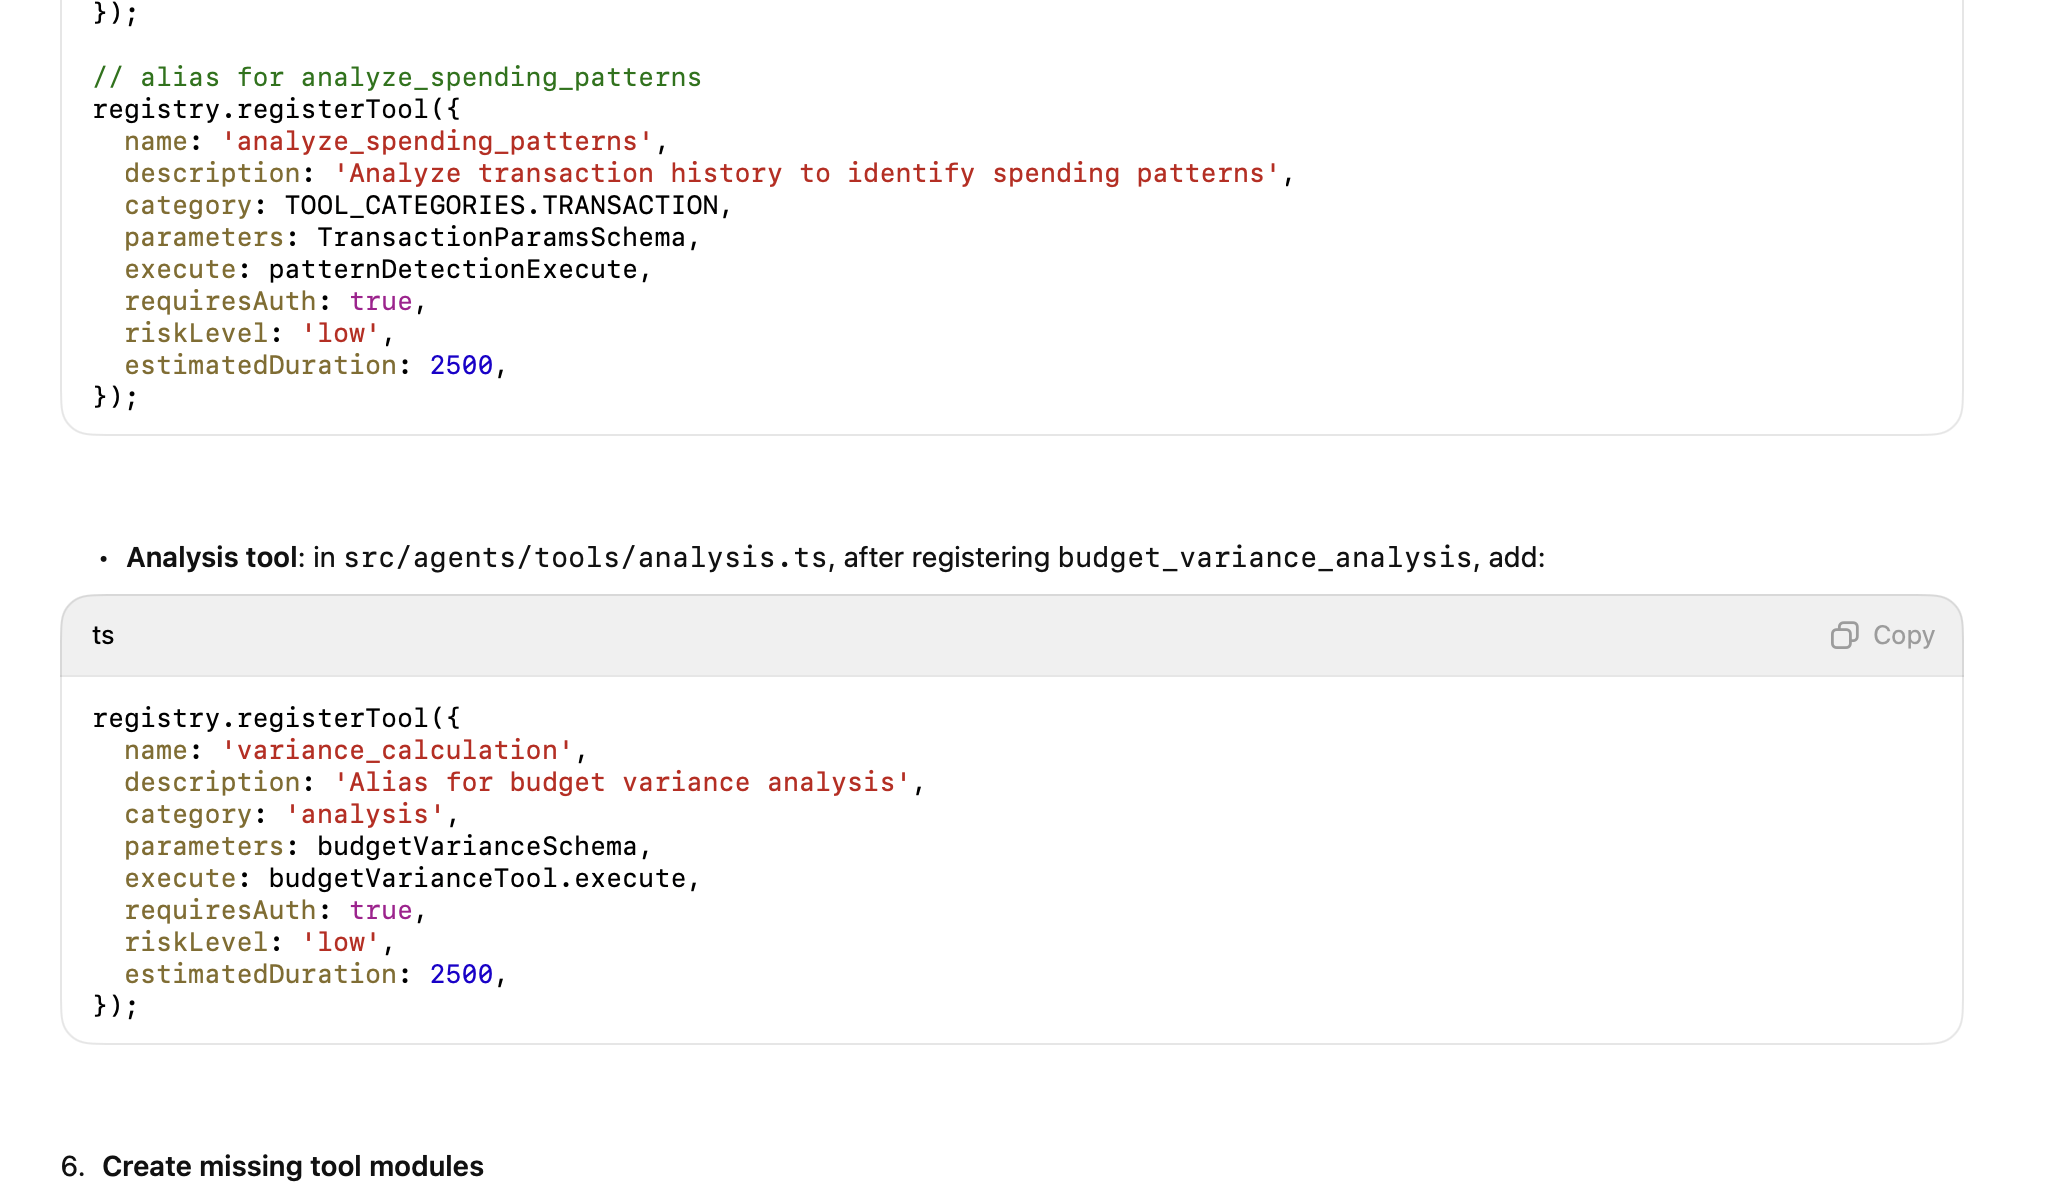 });
// alias for analyze_spending_patterns
registry.registerTool({
  name: 'analyze_spending_patterns',
  description: 'Analyze transaction history to identify spending patterns',
  category: TOOL_CATEGORIES.TRANSACTION,
  parameters: TransactionParamsSchema,
  execute: patternDetectionExecute,
  requiresAuth: true,
  riskLevel: 'low',
  estimatedDuration: 2500,
});
• Analysis tool: in src/agents/tools/analysis.ts, after registering budget_variance_analysis, add:
ts Copy
registry.registerTool({
  name: 'variance_calculation',
  description: 'Alias for budget variance analysis',
  category: 'analysis',
  parameters: budgetVarianceSchema,
  execute: budgetVarianceTool.execute,
  requiresAuth: true,
  riskLevel: 'low',
  estimatedDuration: 2500,
});
6. Create missing tool modules